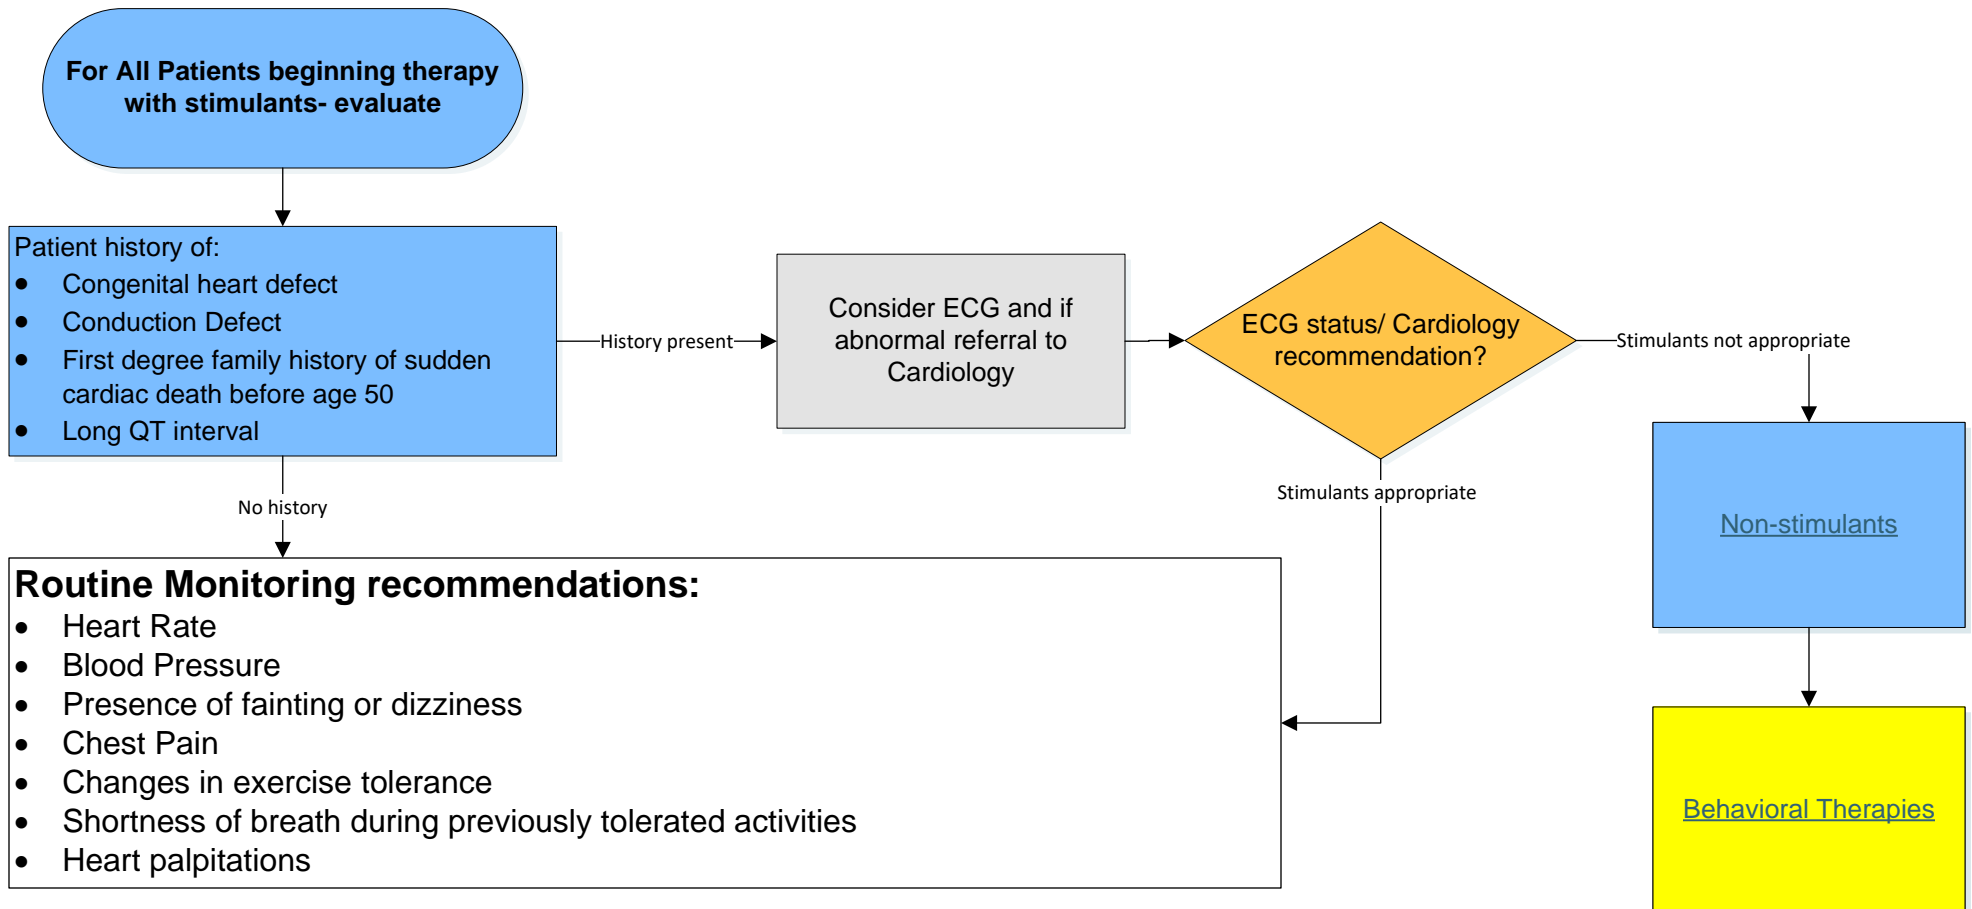 For All Patients beginning therapy
with stimulants- evaluate
Patient history of:
• Congenital heart defect
• Conduction Defect
• First degree family history of sudden
cardiac death before age 50
• Long QT interval
History present
Consider ECG and if
abnormal referral to
Cardiology
ECG status/ Cardiology
recommendation?
Stimulants not appropriate
Stimulants appropriate
No history
Non-stimulants
Routine Monitoring recommendations:
• Heart Rate
• Blood Pressure
• Presence of fainting or dizziness
• Chest Pain
• Changes in exercise tolerance
• Shortness of breath during previously tolerated activities
• Heart palpitations
Behavioral Therapies